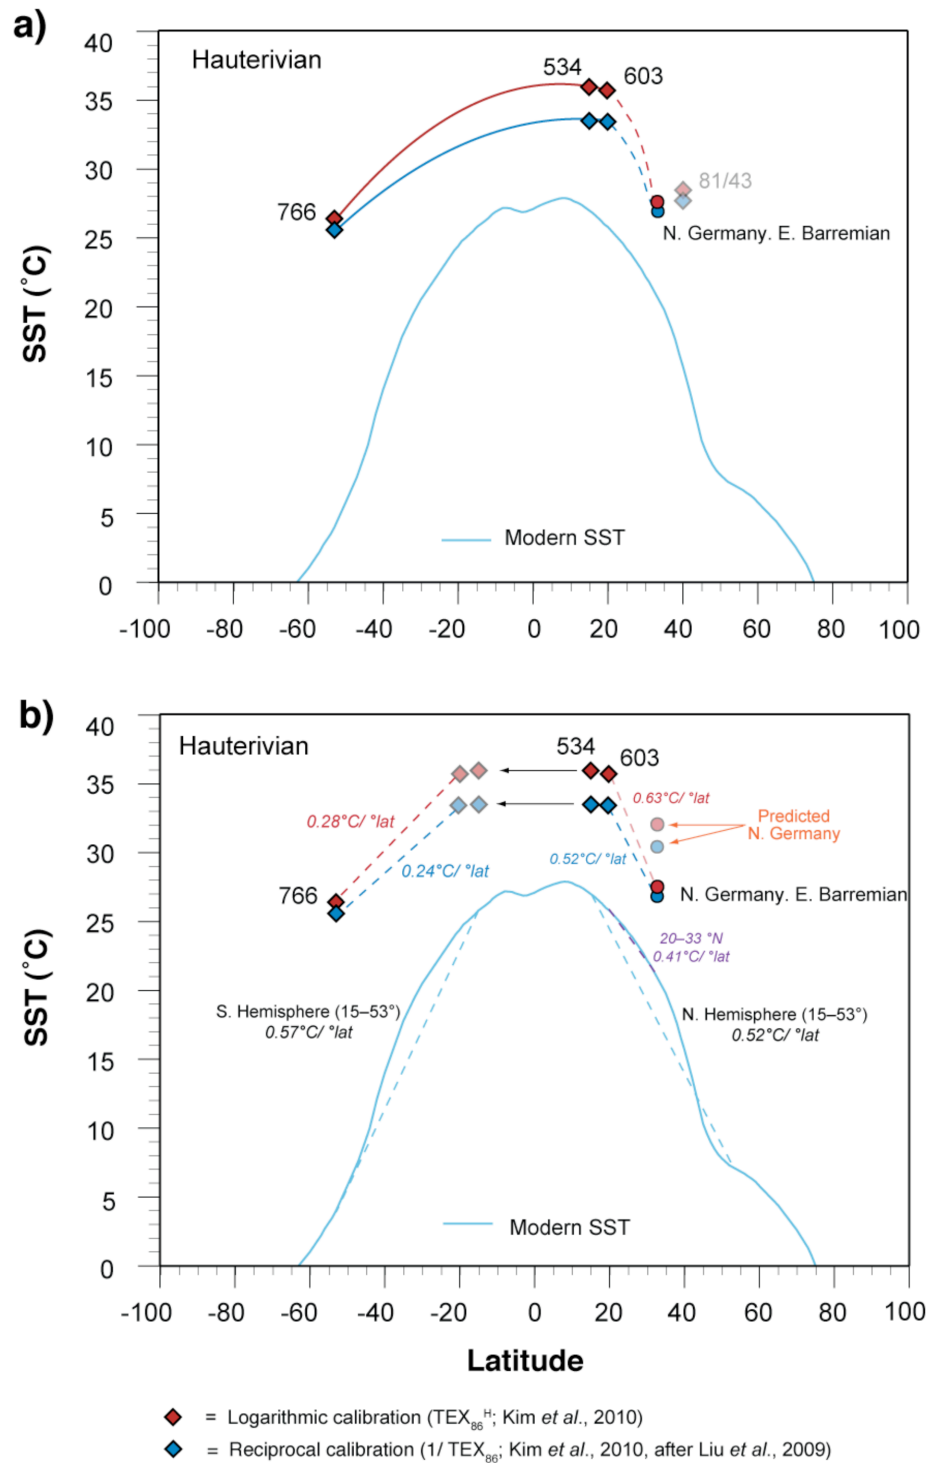 a)
Hauterivian
534
603
766
81/43
N. Germany. E. Barremian
SST (°C)
40
35
30
25
20
15
10
5
0
Modern SST
-100 -80 -60 -40 -20 0 20 40 60 80 100
b)
Hauterivian
534
603
0.63°C/ °lat
Predicted
N. Germany
0.28°C/ °lat
0.52°C/ °lat
0.24°C/ °lat
766
N. Germany. E. Barremian
20–33 °N
0.41°C/ °lat
S. Hemisphere (15–53°)
0.57°C/ °lat
N. Hemisphere (15–53°)
0.52°C/ °lat
SST (°C)
40
35
30
25
20
15
10
5
0
Modern SST
-100 -80 -60 -40 -20 0 20 40 60 80 100
Latitude
= Logarithmic calibration (TEX₈₆ᴴ; Kim et al., 2010)
= Reciprocal calibration (1/ TEX₈₆; Kim et al., 2010, after Liu et al., 2009)